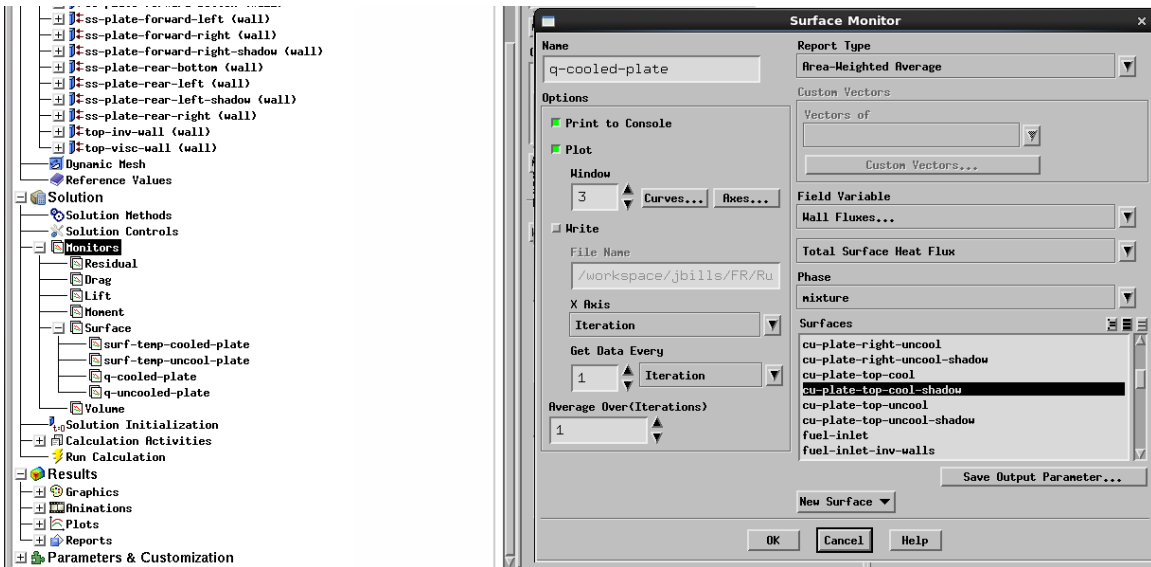 ss-plate-forward-left (wall)
ss-plate-forward-right (wall)
ss-plate-forward-right-shadow (wall)
ss-plate-rear-bottom (wall)
ss-plate-rear-left (wall)
ss-plate-rear-left-shadow (wall)
ss-plate-rear-right (wall)
top-inv-wall (wall)
top-visc-wall (wall)
Dynamic Mesh
Reference Values
Solution
Solution Methods
Solution Controls
Monitors
Residual
Drag
Lift
Moment
Surface
surf-temp-cooled-plate
surf-temp-uncool-plate
q-cooled-plate
q-uncooled-plate
Volume
Solution Initialization
Calculation Activities
Run Calculation
Results
Graphics
Animations
Plots
Reports
Parameters & Customization
Surface Monitor
Name
q-cooled-plate
Options
Print to Console
Plot
Window
3
Curves...
Axes...
Write
File Name
/workspace/jbills/FR/Ru
X Axis
Iteration
Get Data Every
1
Iteration
Average Over(Iterations)
1
Report Type
Area-Weighted Average
Custom Vectors
Vectors of
Custom Vectors...
Field Variable
Wall Fluxes...
Total Surface Heat Flux
Phase
mixture
Surfaces
cu-plate-right-uncool
cu-plate-right-uncool-shadow
cu-plate-top-cool
cu-plate-top-cool-shadow
cu-plate-top-uncool
cu-plate-top-uncool-shadow
fuel-inlet
fuel-inlet-inv-walls
Save Output Parameter...
New Surface
OK
Cancel
Help